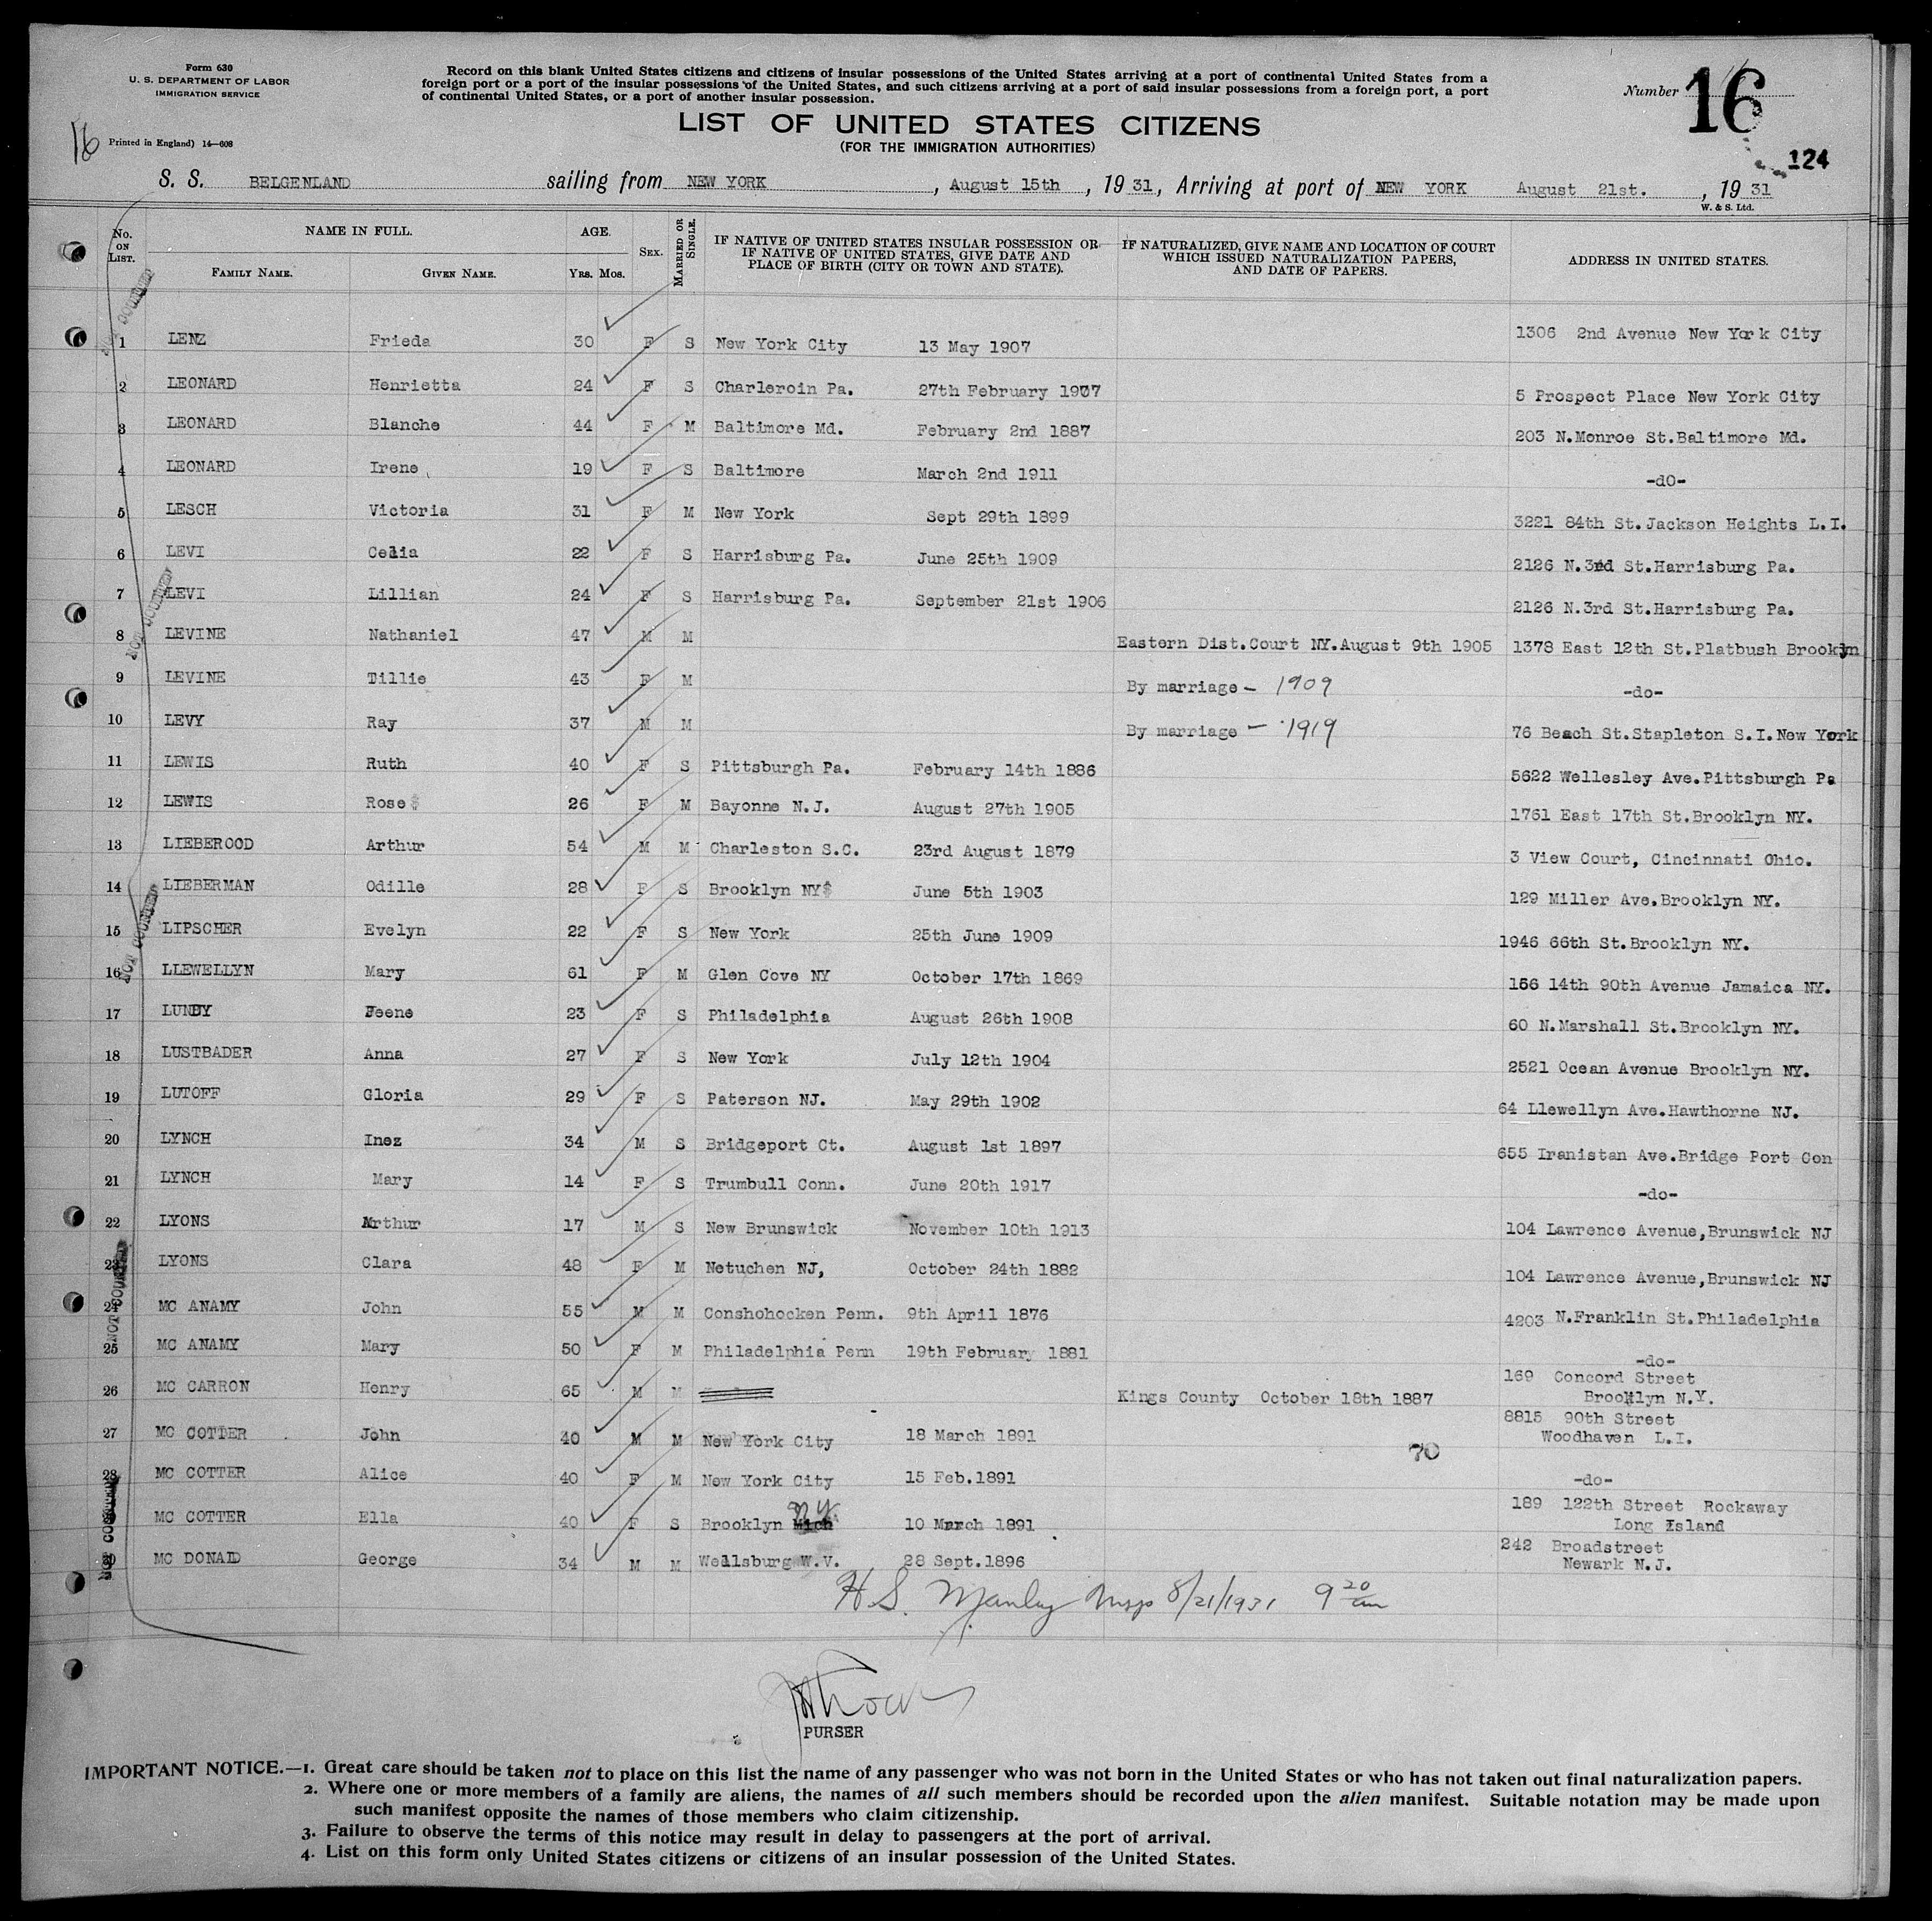 Form 630
U. S. DEPARTMENT OF LABOR
IMMIGRATION SERVICE
Record on this blank United States citizens and citizens of insular possessions of the United States arriving at a port of continental United States from a
foreign port or a port of the insular possessions of the United States, and such citizens arriving at a port of said insular possessions from a foreign port, a port
of continental United States, or a port of another insular possession.
Number 16
16
Printed in England) 14—608
LIST OF UNITED STATES CITIZENS
(FOR THE IMMIGRATION AUTHORITIES)
124
S. S. BELGENLAND sailing from NEW YORK, August 15th, 19 31, Arriving at port of NEW YORK August 21st., 19 31
W. & S. Ltd.
No. ON LIST. NAME IN FULL. FAMILY NAME. GIVEN NAME. AGE. YRS. MOS. SEX. MARRIED OR SINGLE. IF NATIVE OF UNITED STATES INSULAR POSSESSION OR IF NATIVE OF UNITED STATES, GIVE DATE AND PLACE OF BIRTH (CITY OR TOWN AND STATE). IF NATURALIZED, GIVE NAME AND LOCATION OF COURT WHICH ISSUED NATURALIZATION PAPERS, AND DATE OF PAPERS. ADDRESS IN UNITED STATES.
1 LENZ Frieda 30 F S New York City 13 May 1907 1306 2nd Avenue New York City
2 LEONARD Henrietta 24 F S Charleroin Pa. 27th February 1907 5 Prospect Place New York City
3 LEONARD Blanche 44 F M Baltimore Md. February 2nd 1887 203 N.Monroe St.Baltimore Md.
4 LEONARD Irene 19 F S Baltimore March 2nd 1911 -dO-
5 LESCH Victoria 31 F M New York Sept 29th 1899 3221 84th St.Jackson Heights L.I.
6 LEVI Celia 22 F S Harrisburg Pa. June 25th 1909 2126 N.3rd St.Harrisburg Pa.
7 LEVI Lillian 24 F S Harrisburg Pa. September 21st 1906 2126 N.3rd St.Harrisburg Pa.
8 LEVINE Nathaniel 47 M M Eastern Dist.Court NY.August 9th 1905 1378 East 12th St.Platbush Brooklyn
9 LEVINE Tillie 43 F M By marriage - 1909 -do-
10 LEVY Ray 37 M M By marriage - 1919 76 Beach St.Stapleton S.I.New York
11 LEWIS Ruth 40 F S Pittsburgh Pa. February 14th 1886 5622 Wellesley Ave.Pittsburgh Pa
12 LEWIS Rose 26 F M Bayonne N.J. August 27th 1905 1761 East 17th St.Brooklyn NY.
13 LIEBEROOD Arthur 54 M M Charleston S.C. 23rd August 1879 3 View Court, Cincinnati Ohio.
14 LIEBERMAN Odille 28 F S Brooklyn NY June 5th 1903 129 Miller Ave.Brooklyn NY.
15 LIPSCHER Evelyn 22 F S New York 25th June 1909 1946 66th St.Brooklyn NY.
16 LLEWELLYN Mary 61 F M Glen Cove NY October 17th 1869 156 14th 90th Avenue Jamaica NY.
17 LUNDY Jeene 23 F S Philadelphia August 26th 1908 60 N.Marshall St.Brooklyn NY.
18 LUSTBADER Anna 27 F S New York July 12th 1904 2521 Ocean Avenue Brooklyn NY.
19 LUTOFF Gloria 29 F S Paterson NJ. May 29th 1902 64 Llewellyn Ave.Hawthorne NJ.
20 LYNCH Inez 34 M S Bridgeport Ct. August 1st 1897 655 Iranistan Ave.Bridge Port Con
21 LYNCH Mary 14 F S Trumbull Conn. June 20th 1917 -do-
22 LYONS Arthur 17 M S New Brunswick November 10th 1913 104 Lawrence Avenue,Brunswick NJ
23 LYONS Clara 48 F M Netuchen NJ, October 24th 1882 104 Lawrence Avenue,Brunswick NJ
24 MC ANAMY John 55 M M Conshohocken Penn. 9th April 1876 4203 N.Franklin St.Philadelphia
25 MC ANAMY Mary 50 F M Philadelphia Penn 19th February 1881 -do-
26 MC CARRON Henry 65 M M Kings County October 18th 1887 169 Concord Street Brooklyn N.Y.
27 MC COTTER John 40 M M New York City 18 March 1891 8815 90th Street Woodhaven L.I.
70
28 MC COTTER Alice 40 F M New York City 15 Feb.1891 -do-
29 MC COTTER Ella 40 F S Brooklyn Mich NY 10 March 1891 189 122th Street Rockaway Long Island
30 MC DONALD George 34 M M Wellsburg W.V. 28 Sept.1896 242 Broadstreet Newark N.J.
NOT COUNTED
NOT COUNTED
NOT COUNTED
NOT COUNTED
NOT COUNTED
H.S. Manley Insp 8/21/1931 9 20 am
PURSER
IMPORTANT NOTICE.—1. Great care should be taken not to place on this list the name of any passenger who was not born in the United States or who has not taken out final naturalization papers.
2. Where one or more members of a family are aliens, the names of all such members should be recorded upon the alien manifest. Suitable notation may be made upon
such manifest opposite the names of those members who claim citizenship.
3. Failure to observe the terms of this notice may result in delay to passengers at the port of arrival.
4. List on this form only United States citizens or citizens of an insular possession of the United States.